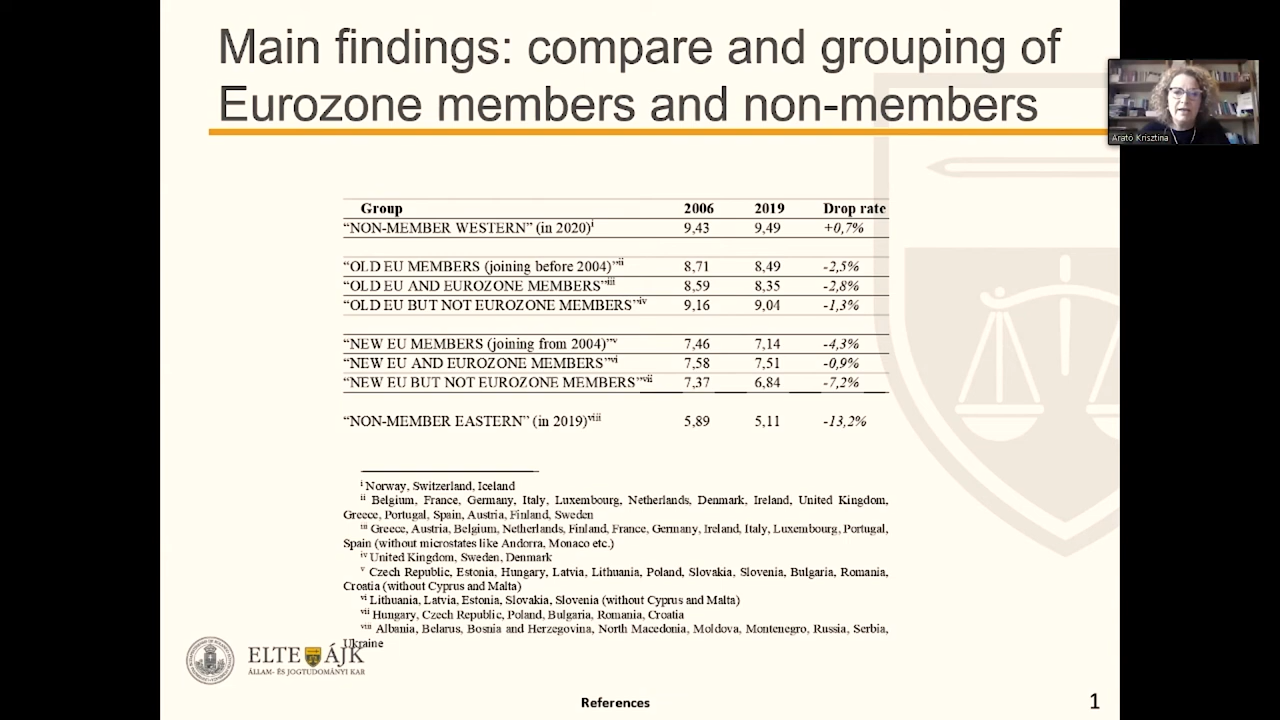 Main findings: compare and grouping of
Eurozone members and non-members
Arató Krisztina
Group 2006 2019 Drop rate
“NON-MEMBER WESTERN” (in 2020)i 9,43 9,49 +0,7%
“OLD EU MEMBERS (joining before 2004)”ii 8,71 8,49 -2,5%
“OLD EU AND EUROZONE MEMBERS”iii 8,59 8,35 -2,8%
“OLD EU BUT NOT EUROZONE MEMBERS”iv 9,16 9,04 -1,3%
“NEW EU MEMBERS (joining from 2004)”v 7,46 7,14 -4,3%
“NEW EU AND EUROZONE MEMBERS”vi 7,58 7,51 -0,9%
“NEW EU BUT NOT EUROZONE MEMBERS”vii 7,37 6,84 -7,2%
“NON-MEMBER EASTERN” (in 2019)viii 5,89 5,11 -13,2%
i Norway, Switzerland, Iceland
ii Belgium, France, Germany, Italy, Luxembourg, Netherlands, Denmark, Ireland, United Kingdom,
Greece, Portugal, Spain, Austria, Finland, Sweden
iii Greece, Austria, Belgium, Netherlands, Finland, France, Germany, Ireland, Italy, Luxembourg, Portugal,
Spain (without microstates like Andorra, Monaco etc.)
iv United Kingdom, Sweden, Denmark
v Czech Republic, Estonia, Hungary, Latvia, Lithuania, Poland, Slovakia, Slovenia, Bulgaria, Romania,
Croatia (without Cyprus and Malta)
vi Lithuania, Latvia, Estonia, Slovakia, Slovenia (without Cyprus and Malta)
vii Hungary, Czech Republic, Poland, Bulgaria, Romania, Croatia
viii Albania, Belarus, Bosnia and Herzegovina, North Macedonia, Moldova, Montenegro, Russia, Serbia,
Ukraine
ELTE ÁJK
ÁLLAM- ÉS JOGTUDOMÁNYI KAR
References
1